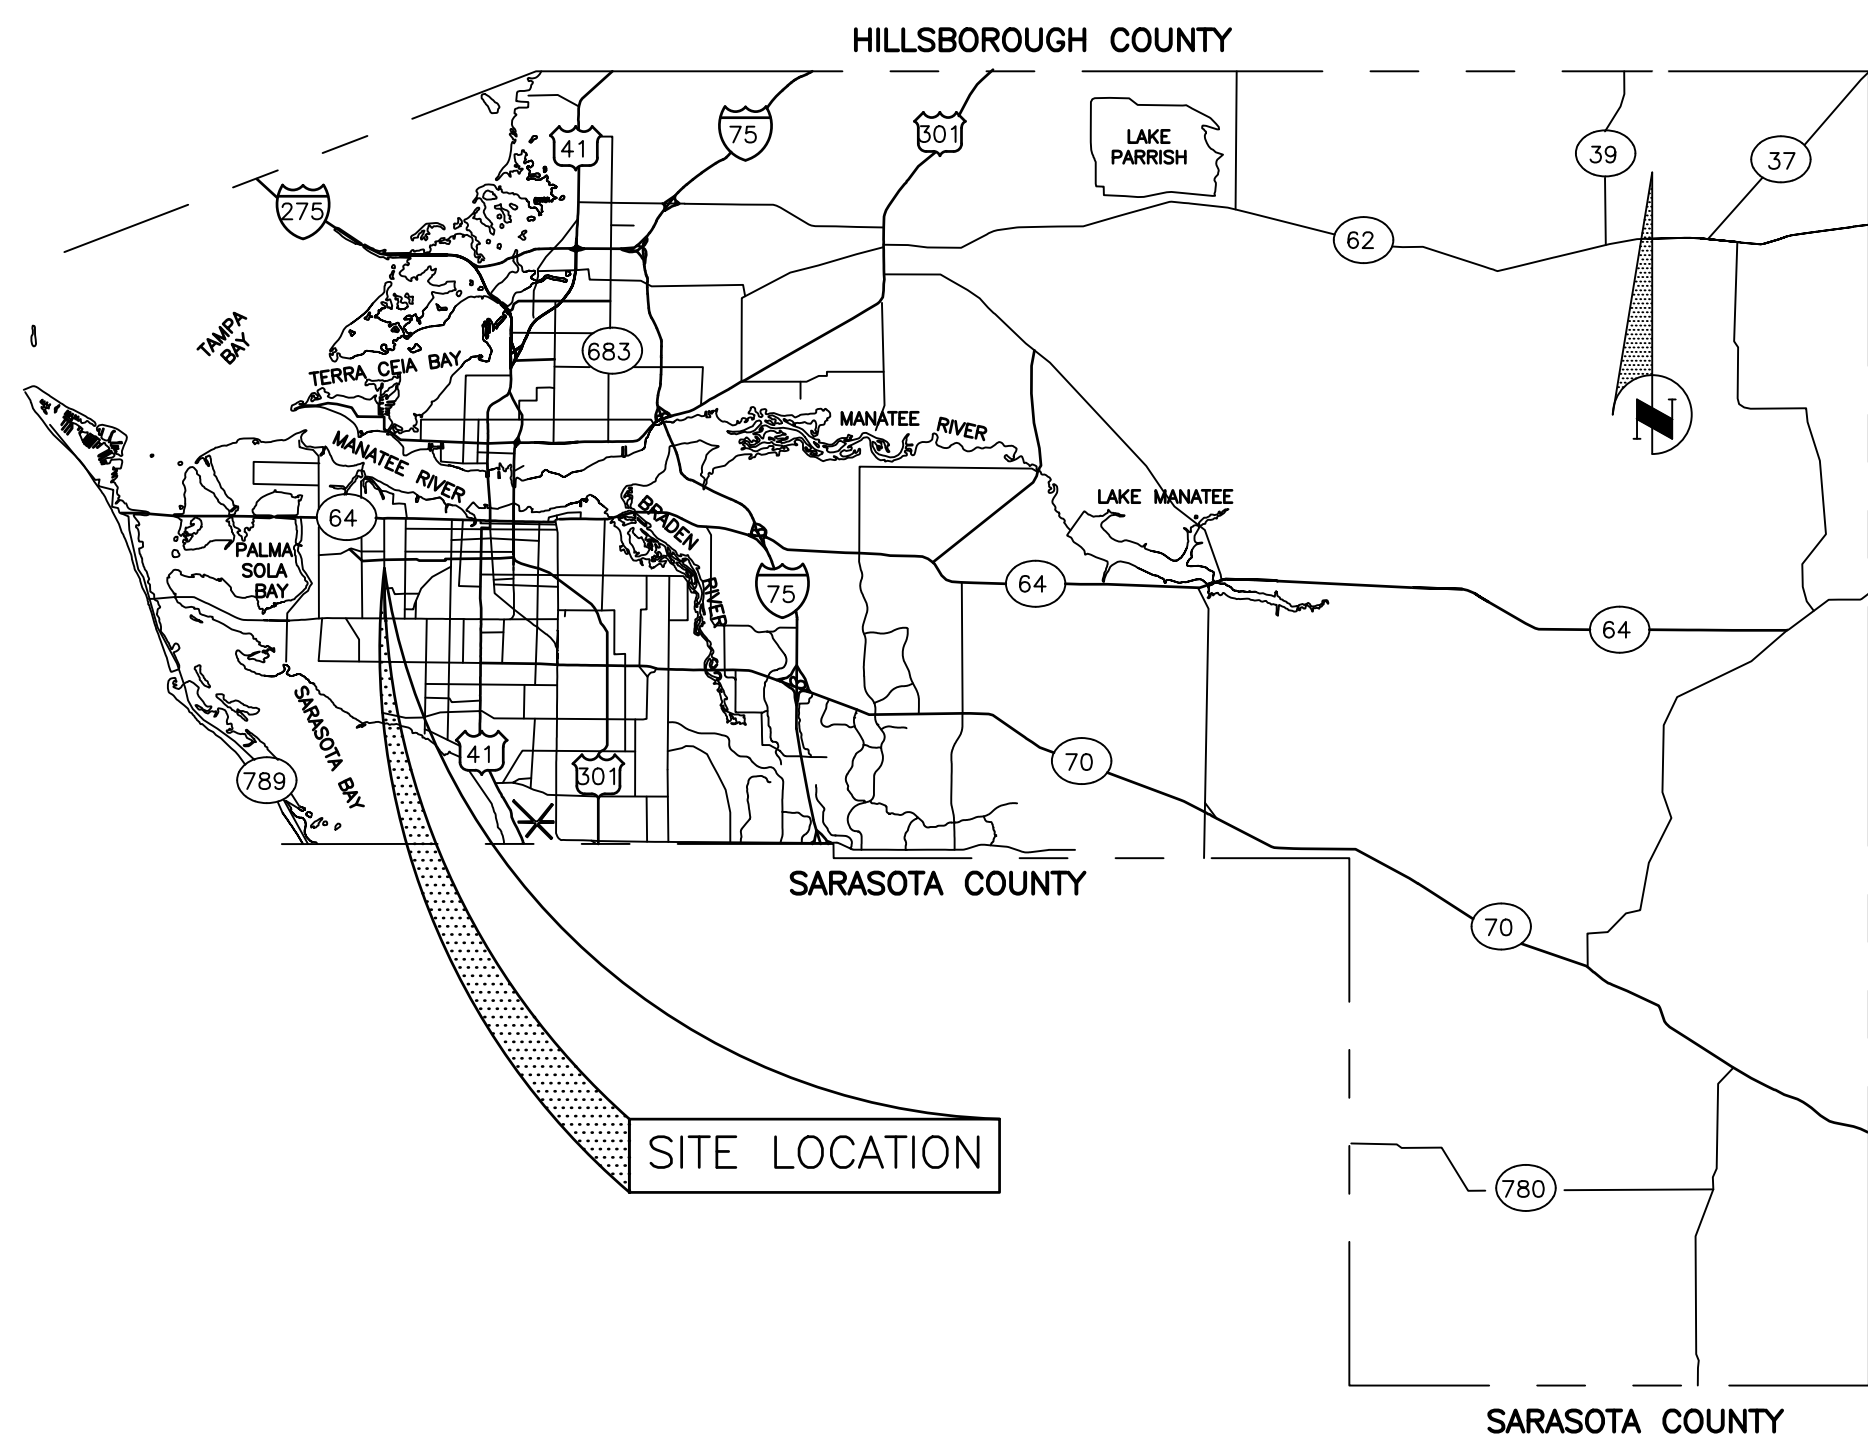 HILLSBOROUGH COUNTY
41
75
301
LAKE
PARRISH
39
37
275
62
TAMPA
BAY
TERRA CEIA BAY
683
MANATEE RIVER
N
MANATEE RIVER
64
BRADEN
RIVER
LAKE MANATEE
PALMA
SOLA
BAY
75
64
64
SARASOTA BAY
789
41
301
70
SARASOTA COUNTY
70
SITE LOCATION
780
SARASOTA COUNTY